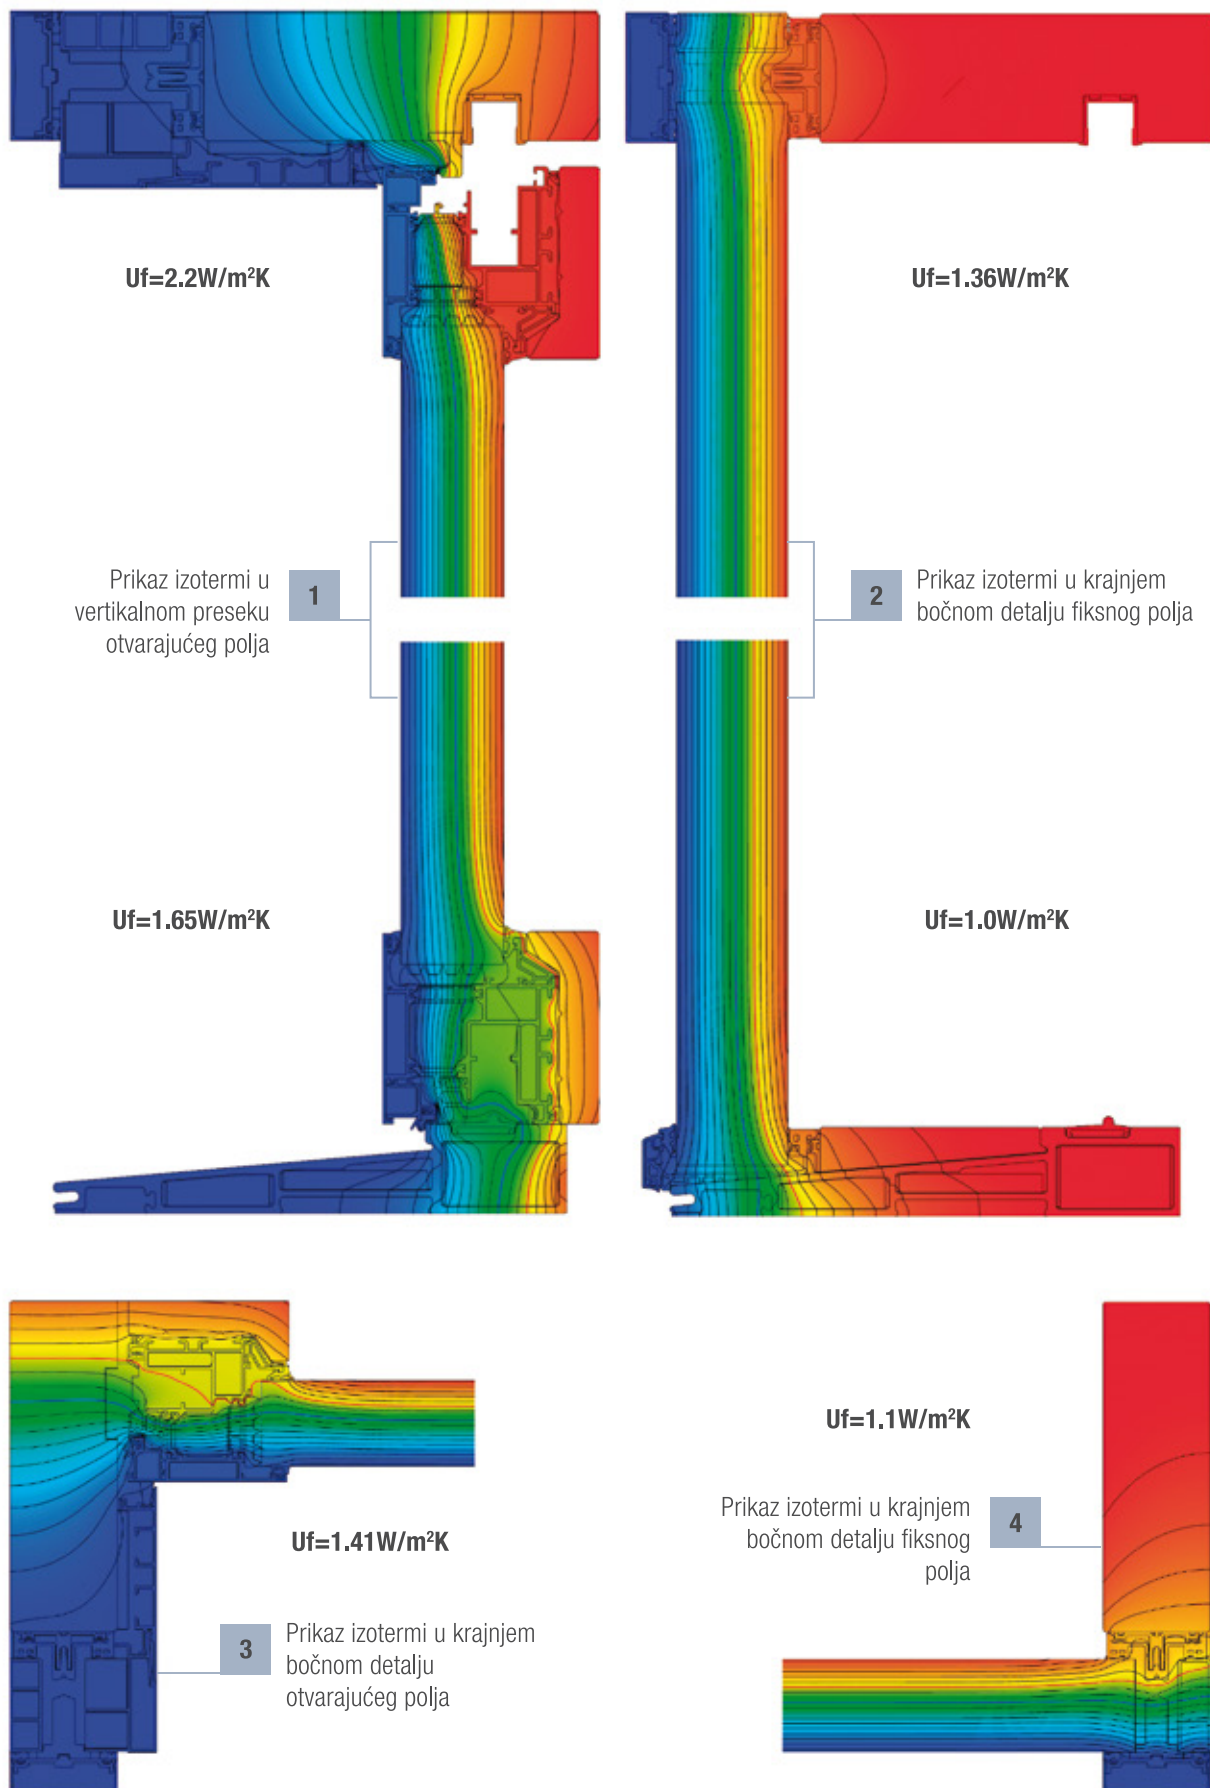 Uf=2.2W/m²K
Uf=1.36W/m²K
Prikaz izotermi u
vertikalnom preseku
otvarajućeg polja
1
2
Prikaz izotermi u krajnjem
bočnom detalju fiksnog polja
Uf=1.65W/m²K
Uf=1.0W/m²K
Uf=1.41W/m²K
3
Prikaz izotermi u krajnjem
bočnom detalju
otvarajućeg polja
Uf=1.1W/m²K
Prikaz izotermi u krajnjem
bočnom detalju fiksnog
polja
4